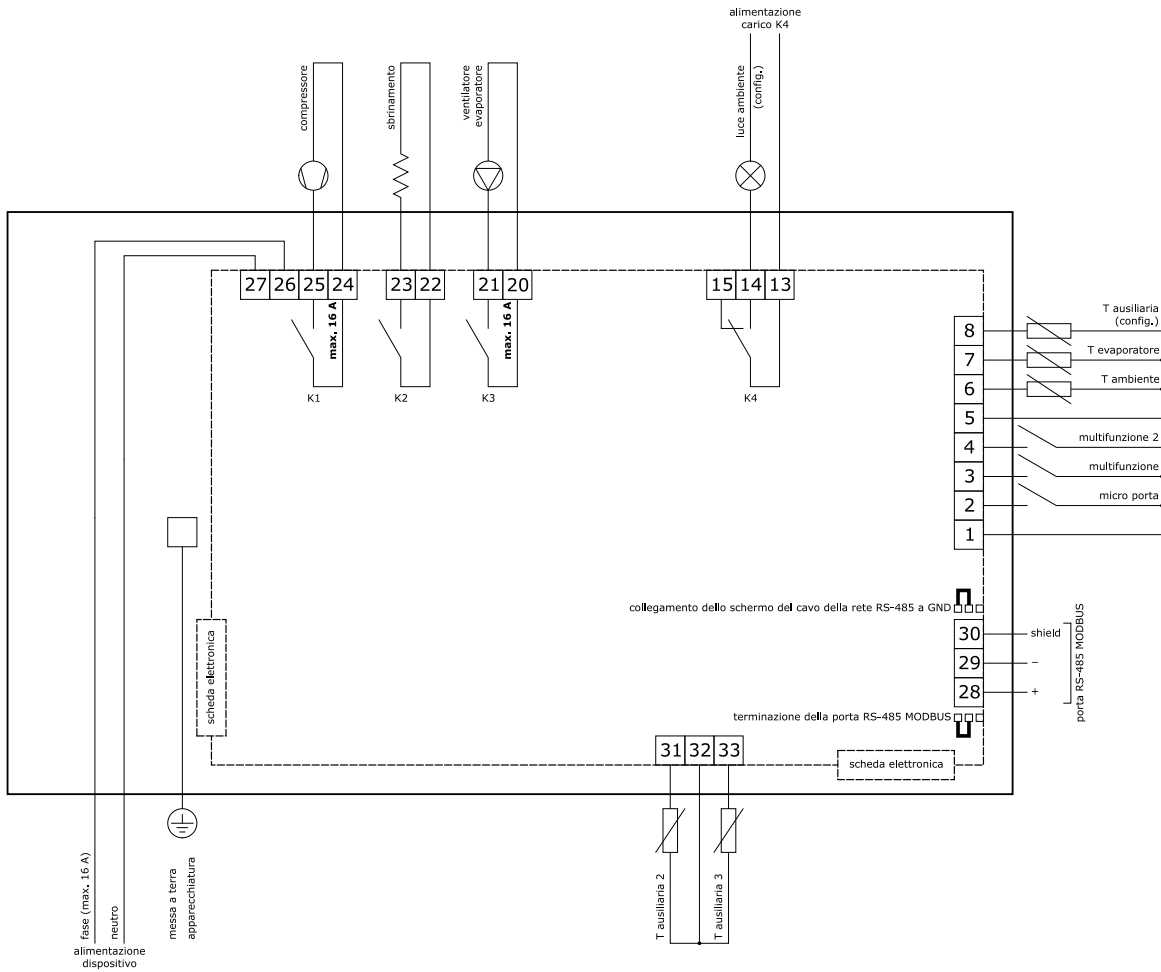 alimentazione
carico K4
compressore
sbrinamento
ventilatore
evaporatore
luce ambiente
(config.)
27 26 25 24 23 22 21 20 15 14 13
max. 16 A
max. 16 A
K1 K2 K3 K4
8 T ausiliaria
(config.)
7 T evaporatore
6 T ambiente
5
4 multifunzione 2
3 multifunzione
2 micro porta
1
collegamento dello schermo del cavo della rete RS-485 a GND
30 shield
29 −
28 +
porta RS-485 MODBUS
terminazione della porta RS-485 MODBUS
scheda elettronica
31 32 33
scheda elettronica
T ausiliaria 2
T ausiliaria 3
fase (max. 16 A)
neutro
alimentazione
dispositivo
messa a terra
apparecchiatura